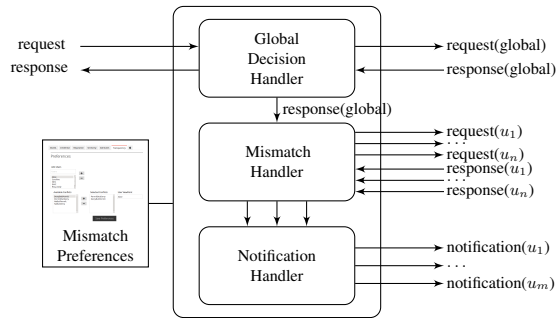 request
response
Global
Decision
Handler
request(global)
response(global)
response(global)
Preferences
Mismatch
Preferences
Mismatch
Handler
request(u1)
...
request(un)
response(u1)
...
response(un)
Notification
Handler
notification(u1)
...
notification(um)